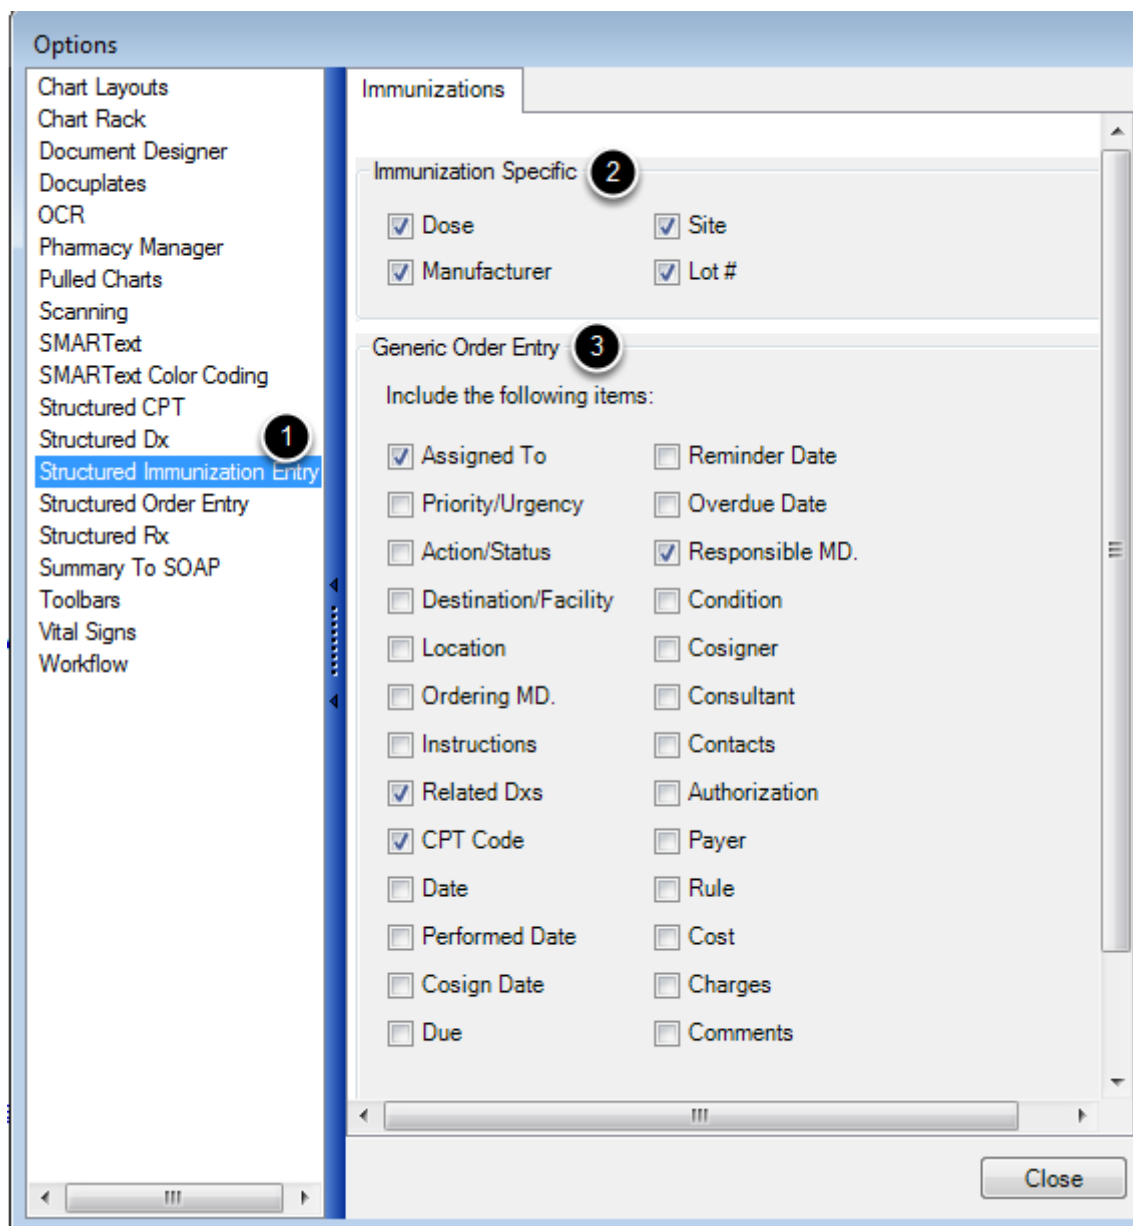 Options
Chart Layouts
Chart Rack
Document Designer
Docuplates
OCR
Pharmacy Manager
Pulled Charts
Scanning
SMARText
SMARText Color Coding
Structured CPT
Structured Dx
1
Structured Immunization Entry
Structured Order Entry
Structured Rx
Summary To SOAP
Toolbars
Vital Signs
Workflow
Immunizations
Immunization Specific 2
Dose Site
Manufacturer Lot #
Generic Order Entry 3
Include the following items:
Assigned To Reminder Date
Priority/Urgency Overdue Date
Action/Status Responsible MD.
Destination/Facility Condition
Location Cosigner
Ordering MD. Consultant
Instructions Contacts
Related Dxs Authorization
CPT Code Payer
Date Rule
Performed Date Cost
Cosign Date Charges
Due Comments
Close